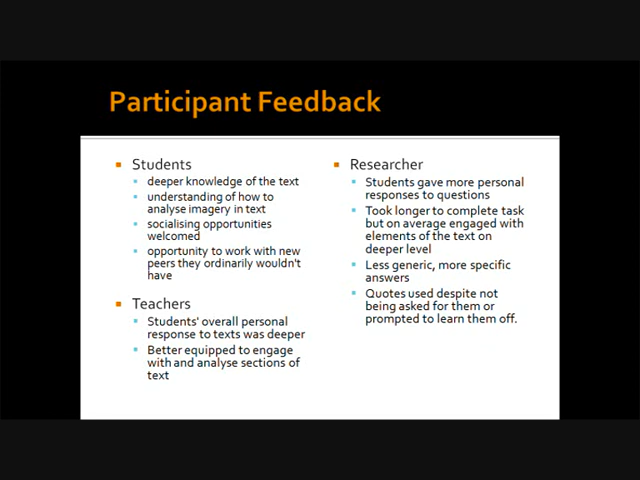 Participant Feedback
Students
deeper knowledge of the text
understanding of how to
analyse imagery in text
socialising opportunities
welcomed
opportunity to work with new
peers they ordinarily wouldn't
have
Teachers
Students' overall personal
response to texts was deeper
Better equipped to engage
with and analyse sections of
text
Researcher
Students gave more personal
responses to questions
Took longer to complete task
but on average engaged with
elements of the text on
deeper level
Less generic, more specific
answers
Quotes used despite not
being asked for them or
prompted to learn them off.